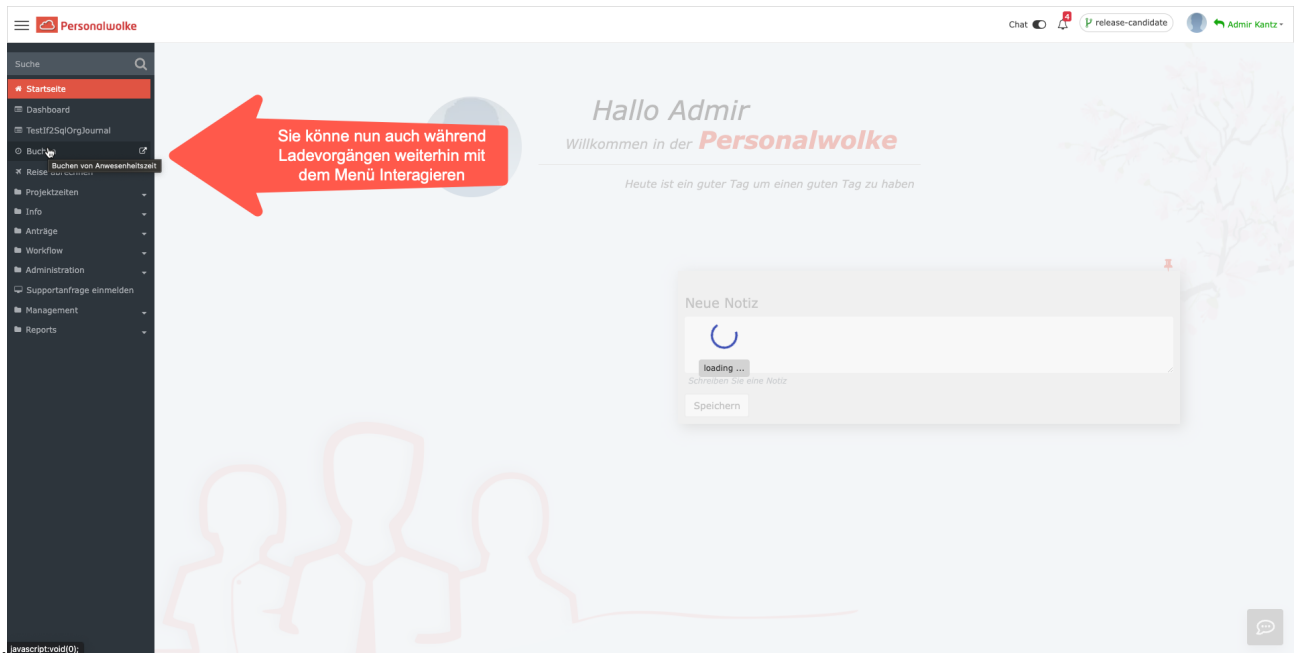 Personalwolke
Chat
4
release-candidate
Admir Kantz
Suche
Startseite
Dashboard
TestIf2SqlOrgJournal
Buchen von Anwesenheitszeit
Projektzeiten
Info
Anträge
Workflow
Administration
Supportanfrage einmelden
Management
Reports
Sie könne nun auch während
Ladevorgängen weiterhin mit
dem Menü Interagieren
Hallo Admir
Willkommen in der Personalwolke
Heute ist ein guter Tag um einen guten Tag zu haben
Neue Notiz
loading ...
Schreiben Sie eine Notiz
Speichern
javascript:void(0);